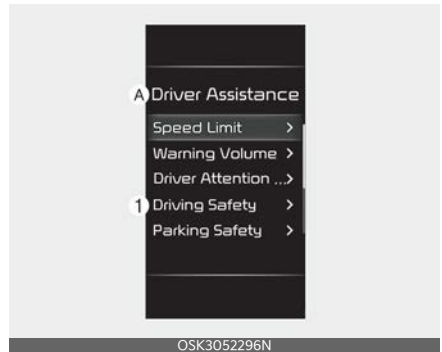 A Driver Assistance
Speed Limit >
Warning Volume >
Driver Attention ...>
1 Driving Safety >
Parking Safety >
OSK3052296N